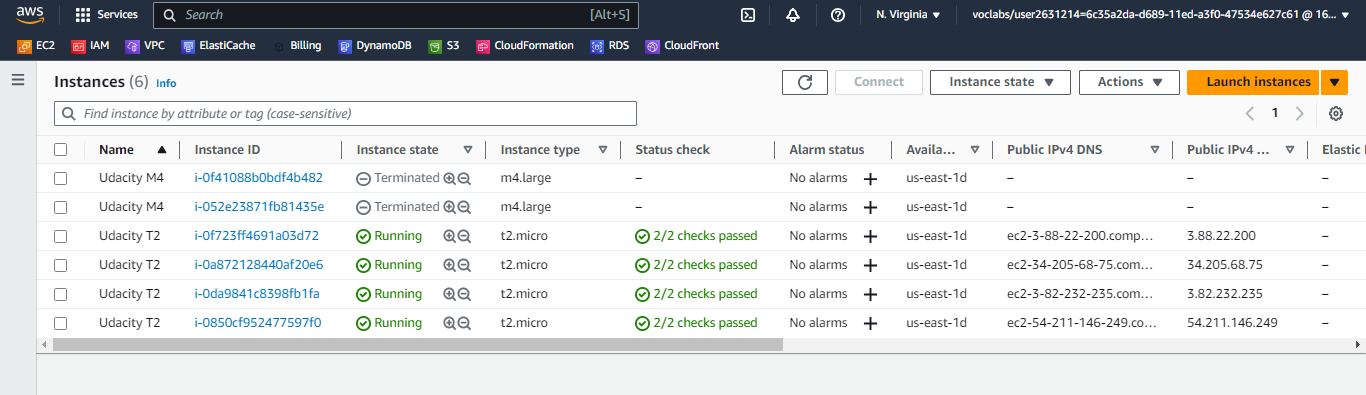 aws Services Search [Alt+S] N. Virginia voclabs/user2631214=6c35a2da-d689-11ed-a3f0-47534e627c61 @ 16...
EC2 IAM VPC ElastiCache Billing DynamoDB S3 CloudFormation RDS CloudFront
Instances (6) Info Connect Instance state Actions Launch instances
Find instance by attribute or tag (case-sensitive) 1
Name Instance ID Instance state Instance type Status check Alarm status Availa... Public IPv4 DNS Public IPv4 ... Elastic
Udacity M4 i-0f41088b0bdf4b482 Terminated m4.large – No alarms + us-east-1d – – –
Udacity M4 i-052e23871fb81435e Terminated m4.large – No alarms + us-east-1d – – –
Udacity T2 i-0f723ff4691a03d72 Running t2.micro 2/2 checks passed No alarms + us-east-1d ec2-3-88-22-200.comp... 3.88.22.200 –
Udacity T2 i-0a872128440af20e6 Running t2.micro 2/2 checks passed No alarms + us-east-1d ec2-34-205-68-75.com... 34.205.68.75 –
Udacity T2 i-0da9841c8398fb1fa Running t2.micro 2/2 checks passed No alarms + us-east-1d ec2-3-82-232-235.com... 3.82.232.235 –
Udacity T2 i-0850cf952477597f0 Running t2.micro 2/2 checks passed No alarms + us-east-1d ec2-54-211-146-249.co... 54.211.146.249 –